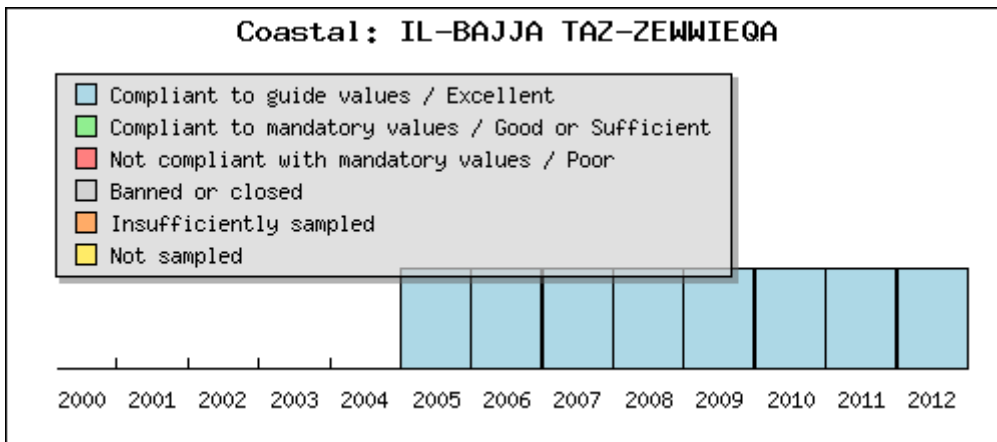 Coastal: IL-BAJJA TAZ-ZEWWIEQA
Compliant to guide values / Excellent
Compliant to mandatory values / Good or Sufficient
Not compliant with mandatory values / Poor
Banned or closed
Insufficiently sampled
Not sampled
2000 2001 2002 2003 2004 2005 2006 2007 2008 2009 2010 2011 2012